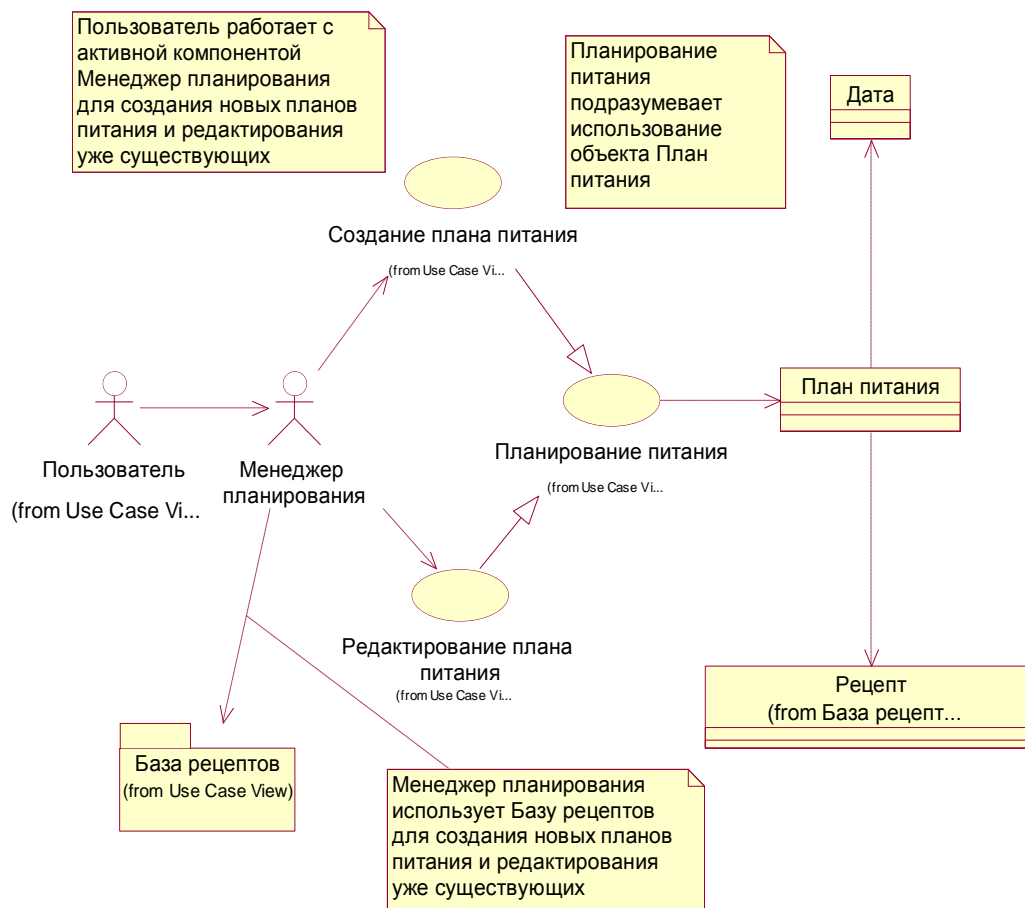 Пользователь работает с
активной компонентой
Менеджер планирования
для создания новых планов
питания и редактирования
уже существующих
Планирование
питания
подразумевает
использование
объекта План
питания
Дата
Создание плана питания
(from Use Case Vi...
План питания
Планирование питания
(from Use Case Vi...
Пользователь
(from Use Case Vi...
Менеджер
планирования
Редактирование плана
питания
(from Use Case Vi...
Рецепт
(from База рецепт...
База рецептов
(from Use Case View)
Менеджер планирования
использует Базу рецептов
для создания новых планов
питания и редактирования
уже существующих